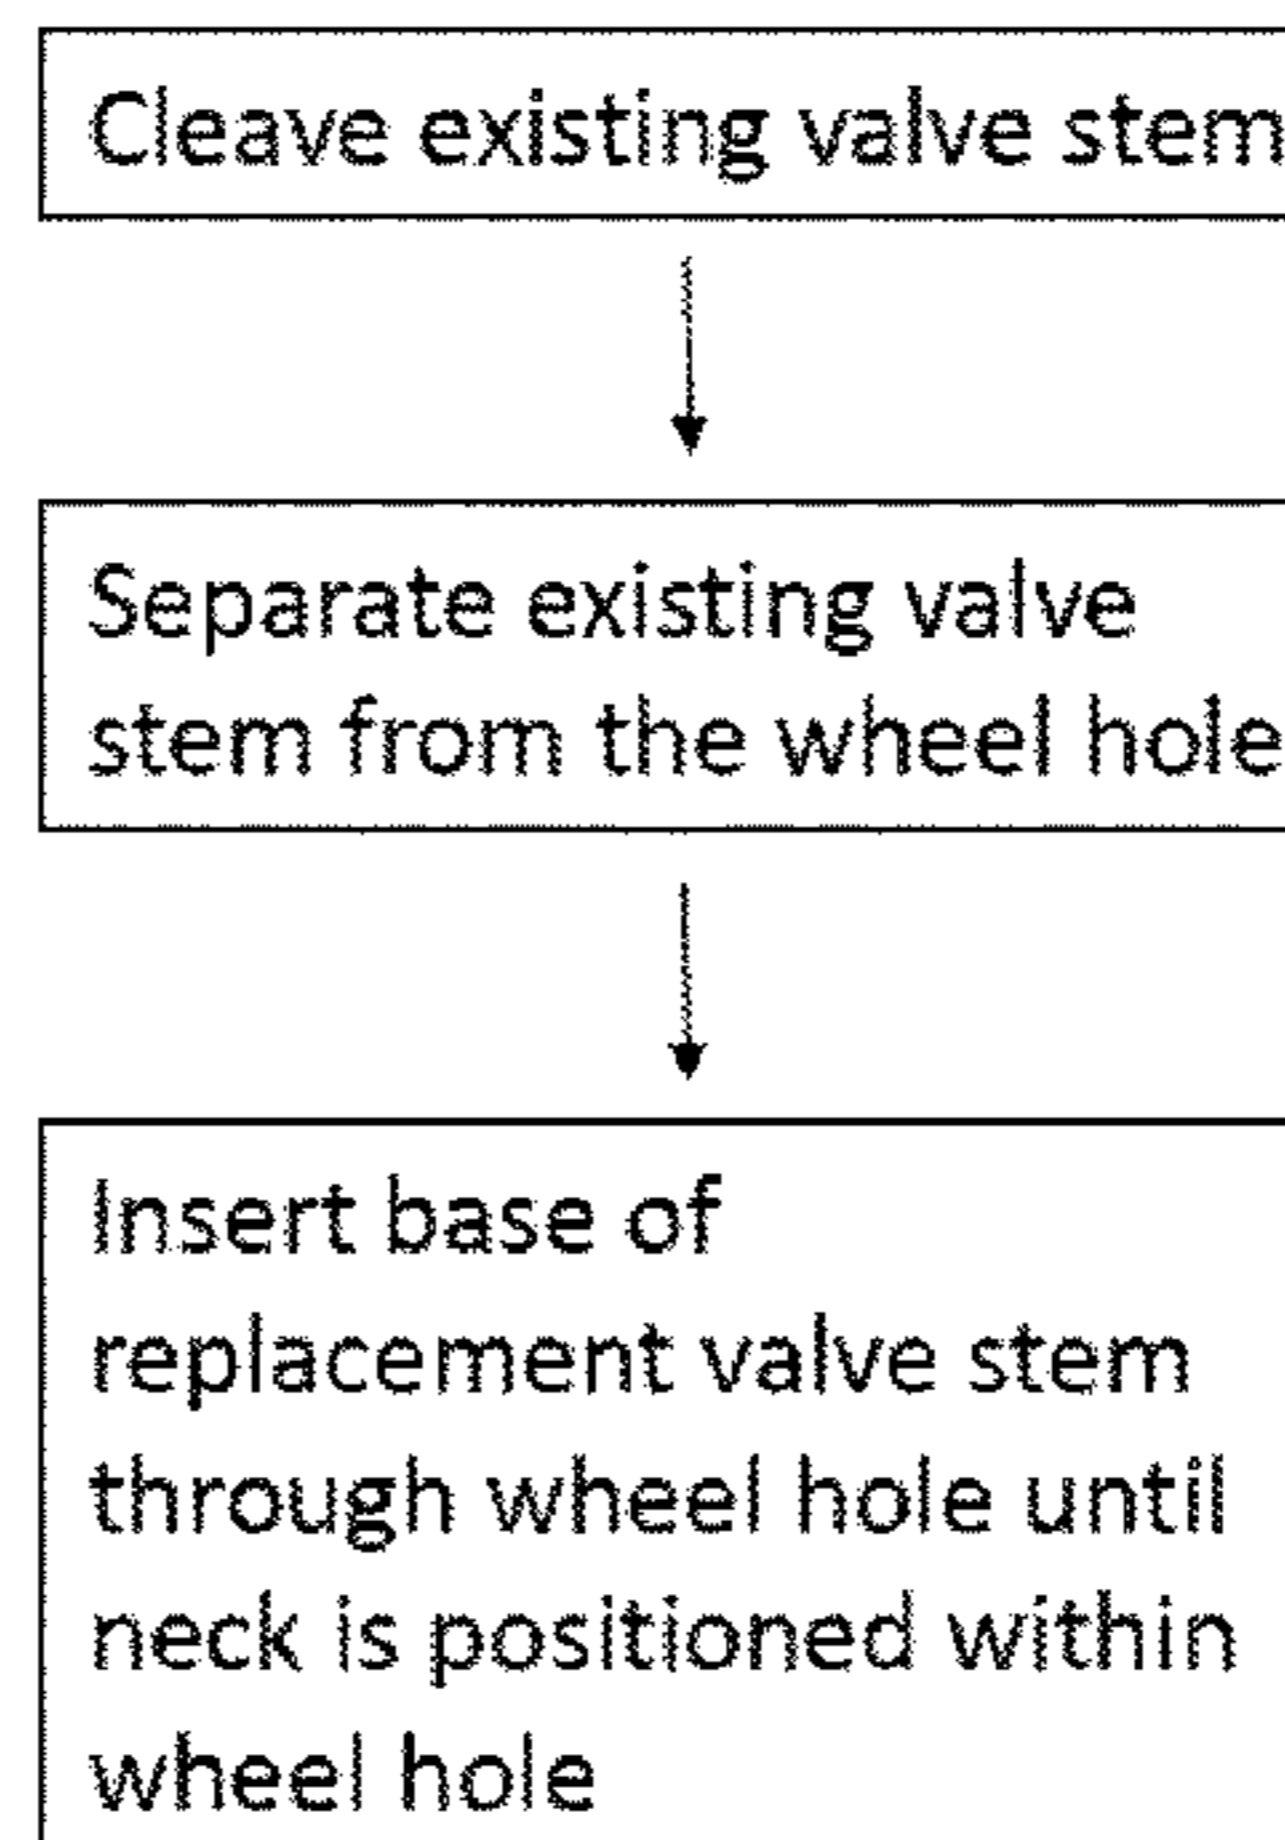 Cleave existing valve stem
Separate existing valve
stem from the wheel hole
Insert base of
replacement valve stem
through wheel hole until
neck is positioned within
wheel hole